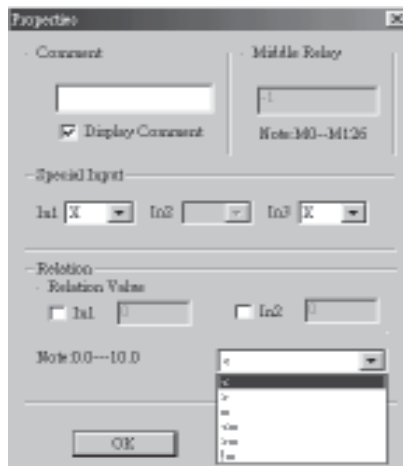 Properties
Comment
Middle Relay
-1
Display Comment
Note:M0--M126
Special Input
In1 X In2 In3 X
Relation
Relation Value
In1 0 In2 0
Note:0.0---10.0 <
<
>
=
<=
>=
!=
OK